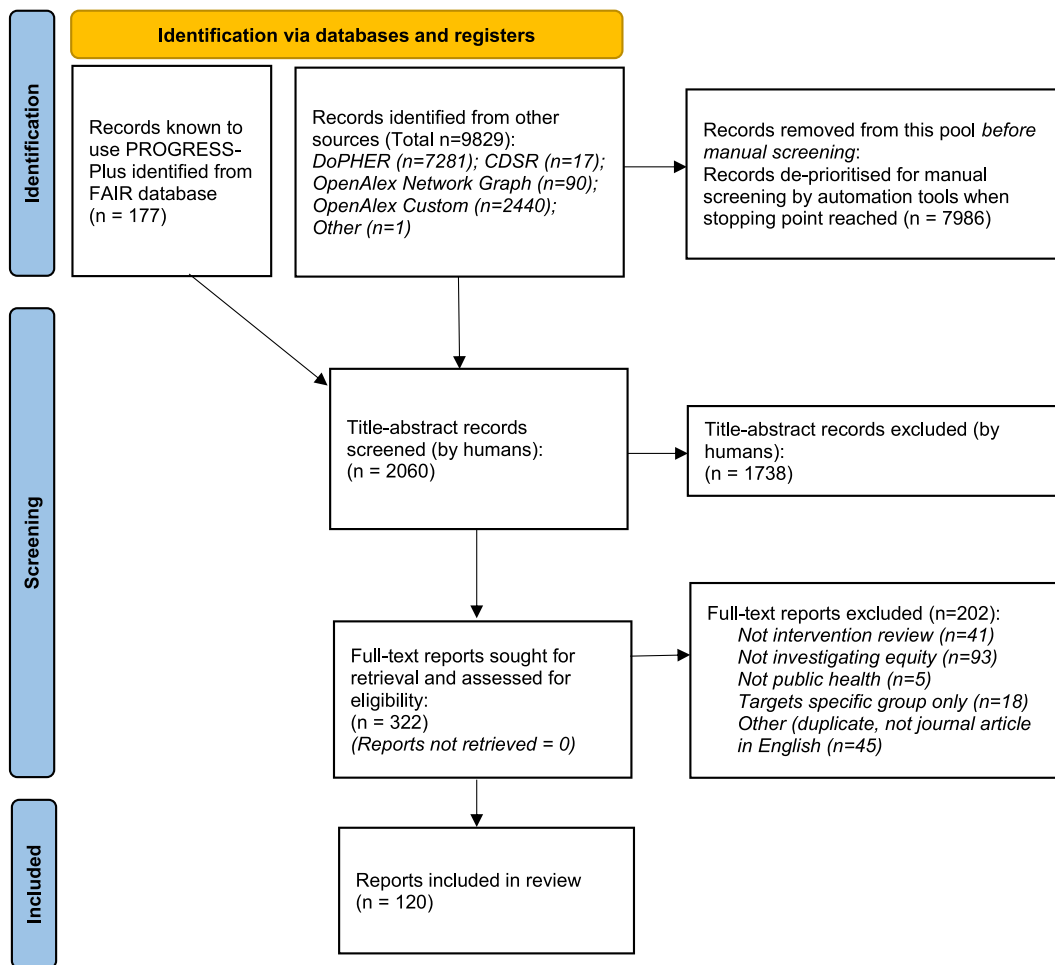 Identification via databases and registers
Identification
Records known to
use PROGRESS-
Plus identified from
FAIR database
(n = 177)
Records identified from other
sources (Total n=9829):
DoPHER (n=7281); CDSR (n=17);
OpenAlex Network Graph (n=90);
OpenAlex Custom (n=2440);
Other (n=1)
Records removed from this pool before
manual screening:
Records de-prioritised for manual
screening by automation tools when
stopping point reached (n = 7986)
Screening
Title-abstract records
screened (by humans):
(n = 2060)
Title-abstract records excluded (by
humans):
(n = 1738)
Full-text reports sought for
retrieval and assessed for
eligibility:
(n = 322)
(Reports not retrieved = 0)
Full-text reports excluded (n=202):
Not intervention review (n=41)
Not investigating equity (n=93)
Not public health (n=5)
Targets specific group only (n=18)
Other (duplicate, not journal article
in English (n=45)
Included
Reports included in review
(n = 120)